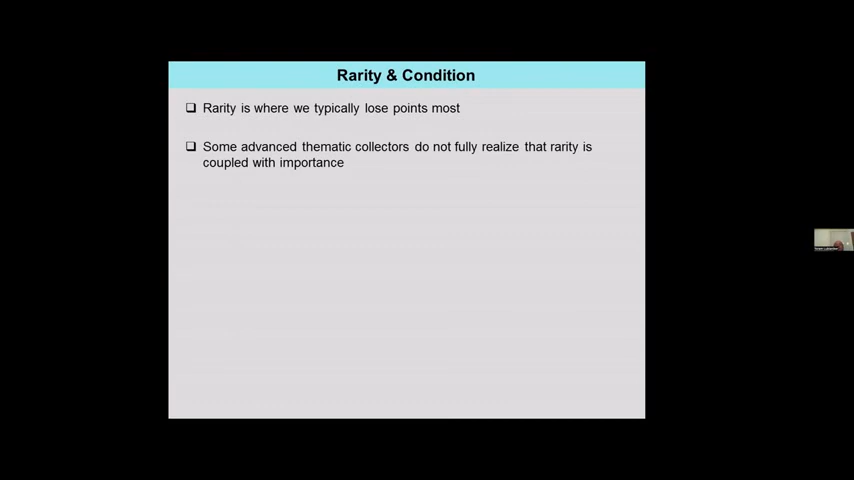 Rarity & Condition
Rarity is where we typically lose points most
Some advanced thematic collectors do not fully realize that rarity is
coupled with importance